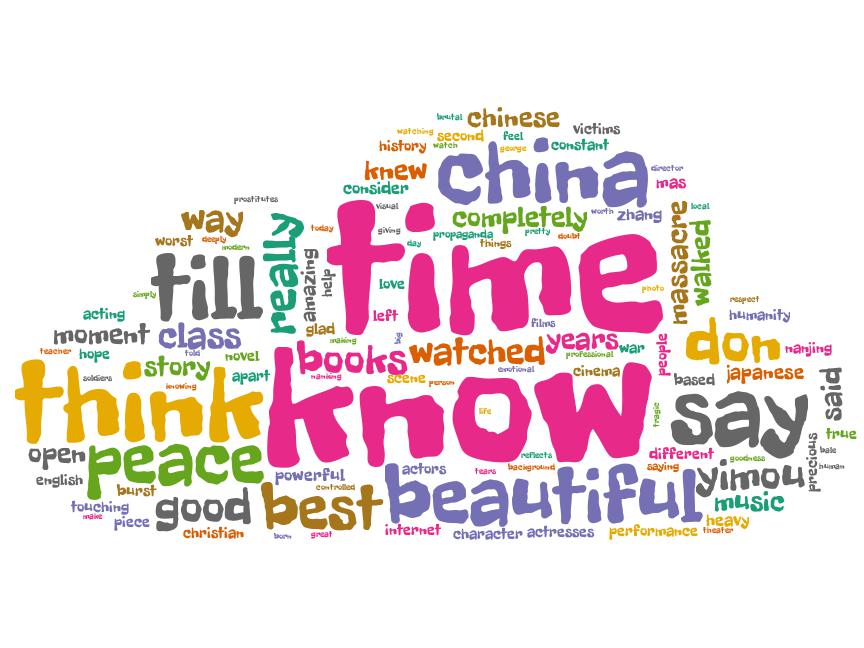 brutal chinese
watching second feel victims
history watch george constant
knew china director
consider mas
prostitutes visual
way completely worth zhang local
worst deeply really today giving propaganda pretty doubt massacre walked
modern day things
till amazing time
simply help love photo
acting glad left films respect
moment class making big humanity
teacher hope told novel books watched years war people don nanjing
story professional
think soldiers knowing apart nanking scene person emotional cinema based japanese said
know life say
open peace tragic true
english burst powerful controlled actors tears reflects background different saying goodness yimou precious bale human
touching good best beautiful music
make piece heavy
christian born great internet character actresses performance theater